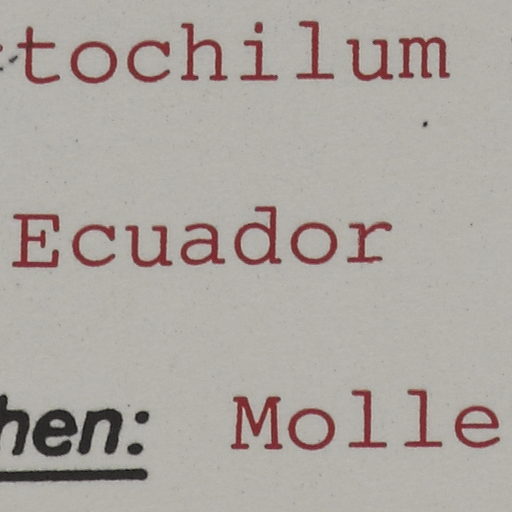 tochilum
Ecuador
hen: Molle